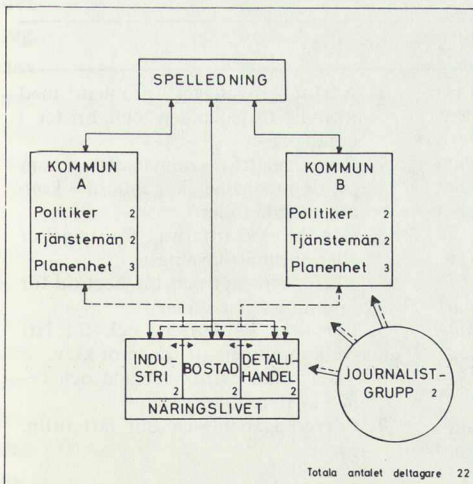 SPELLEDNING
KOMMUN
A
Politiker 2
Tjänstemän 2
Planenhet 3
KOMMUN
B
Politiker 2
Tjänstemän 2
Planenhet 3
INDU-
STRI
2
BOSTAD
2
DETALJ-
HANDEL
2
NÄRINGSLIVET
JOURNALIST-
GRUPP 2
Totala antalet deltagare 22